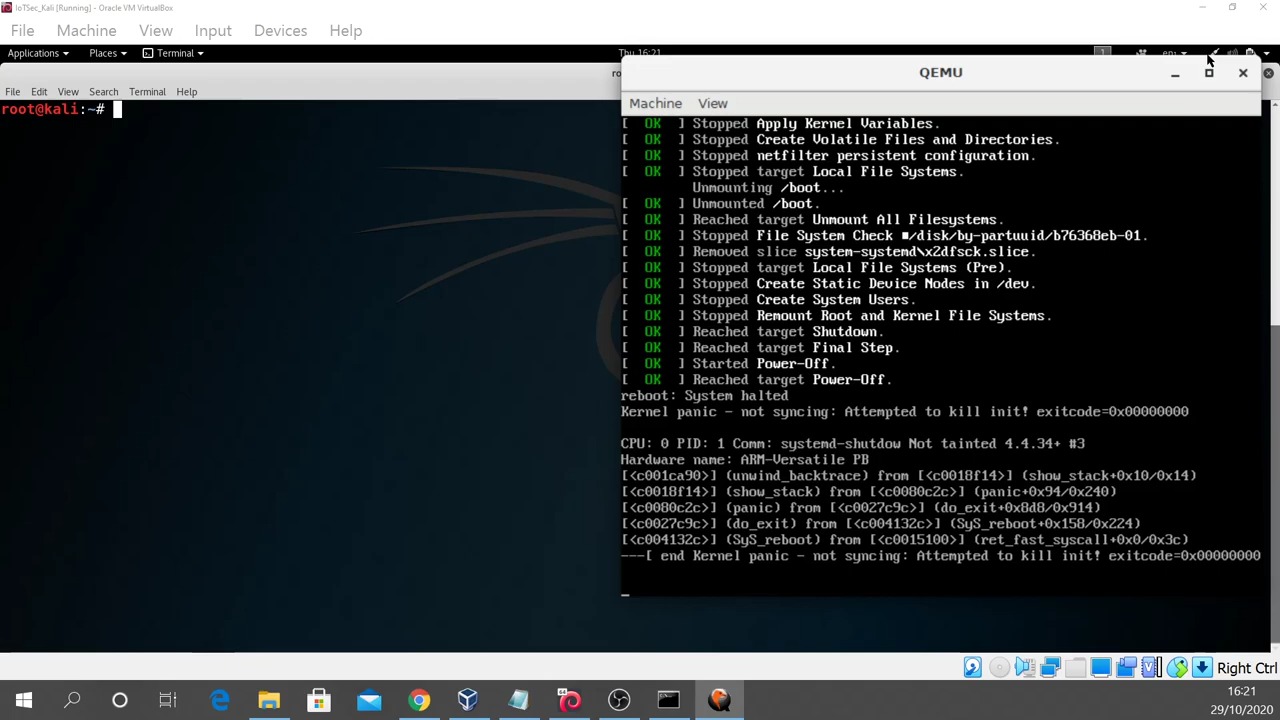 IoTSec_Kali [Running] - Oracle VM VirtualBox
File Machine View Input Devices Help
Applications Places Terminal Thu 16:21 1 en
QEMU
File Edit View Search Terminal Help
Machine View
root@kali:~#
[ OK ] Stopped Apply Kernel Variables.
[ OK ] Stopped Create Volatile Files and Directories.
[ OK ] Stopped netfilter persistent configuration.
[ OK ] Stopped target Local File Systems.
Unmounting /boot...
[ OK ] Unmounted /boot.
[ OK ] Reached target Unmount All Filesystems.
[ OK ] Stopped File System Check ■/disk/by-partuuid/b76368eb-01.
[ OK ] Removed slice system-systemd\x2dfsck.slice.
[ OK ] Stopped target Local File Systems (Pre).
[ OK ] Stopped Create Static Device Nodes in /dev.
[ OK ] Stopped Create System Users.
[ OK ] Stopped Remount Root and Kernel File Systems.
[ OK ] Reached target Shutdown.
[ OK ] Reached target Final Step.
[ OK ] Started Power-Off.
[ OK ] Reached target Power-Off.
reboot: System halted
Kernel panic - not syncing: Attempted to kill init! exitcode=0x00000000
CPU: 0 PID: 1 Comm: systemd-shutdow Not tainted 4.4.34+ #3
Hardware name: ARM-Versatile PB
[<c001ca90>] (unwind_backtrace) from [<c0018f14>] (show_stack+0x10/0x14)
[<c0018f14>] (show_stack) from [<c0080c2c>] (panic+0x94/0x240)
[<c0080c2c>] (panic) from [<c0027c9c>] (do_exit+0x8d8/0x914)
[<c0027c9c>] (do_exit) from [<c004132c>] (SyS_reboot+0x158/0x224)
[<c004132c>] (SyS_reboot) from [<c0015100>] (ret_fast_syscall+0x0/0x3c)
---[ end Kernel panic - not syncing: Attempted to kill init! exitcode=0x00000000
Right Ctrl
16:21
29/10/2020